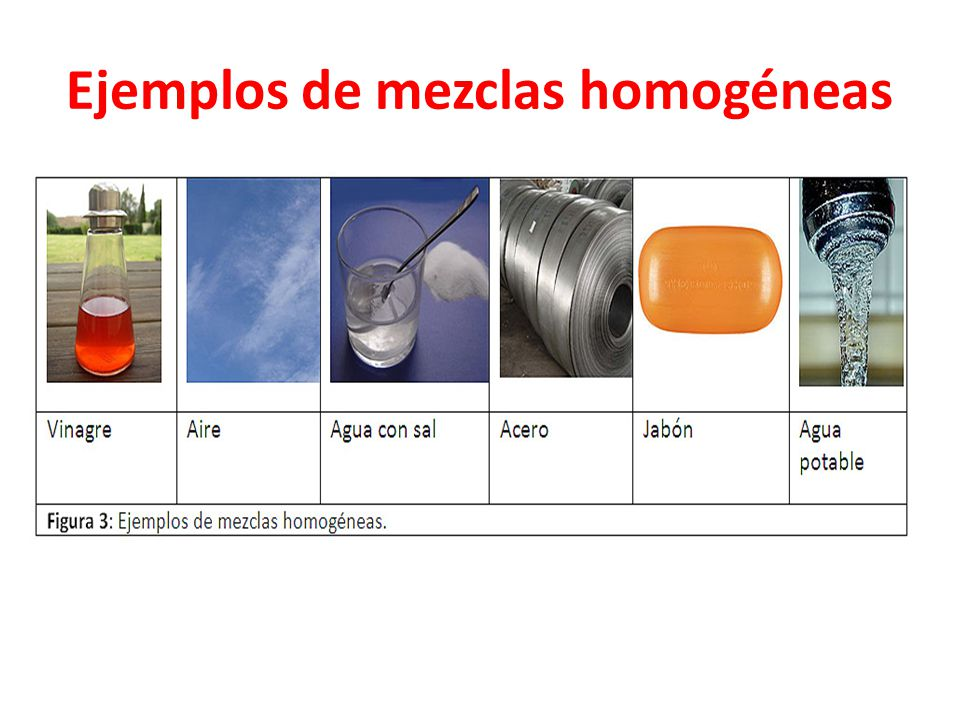 Ejemplos de mezclas homogéneas
Vinagre
Aire
Agua con sal
Acero
Jabón
Agua
potable
Figura 3: Ejemplos de mezclas homogéneas.